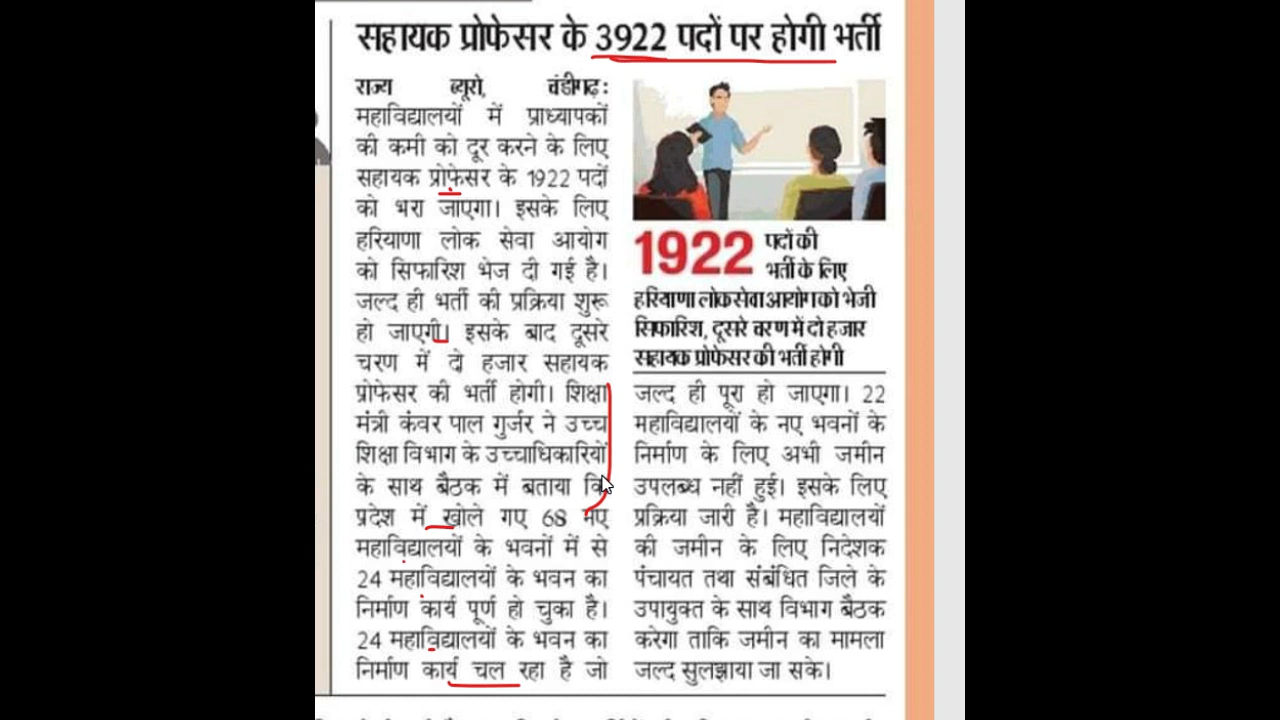 सहायक प्रोफेसर के 3922 पदों पर होगी भर्ती
राज्य ब्यूरो, चंडीगढ़:
महाविद्यालयों में प्राध्यापकों
की कमी को दूर करने के लिए
सहायक प्रोफेसर के 1922 पदों
को भरा जाएगा। इसके लिए
हरियाणा लोक सेवा आयोग
को सिफारिश भेज दी गई है।
जल्द ही भर्ती की प्रक्रिया शुरू
हो जाएगी। इसके बाद दूसरे
चरण में दो हजार सहायक
प्रोफेसर की भर्ती होगी। शिक्षा
मंत्री कंवर पाल गुर्जर ने उच्च
शिक्षा विभाग के उच्चाधिकारियों
के साथ बैठक में बताया कि
प्रदेश में खोले गए 68 नए
महाविद्यालयों के भवनों में से
24 महाविद्यालयों के भवन का
निर्माण कार्य पूर्ण हो चुका है।
24 महाविद्यालयों के भवन का
निर्माण कार्य चल रहा है जो
1922 पदों की
भर्ती के लिए
हरियाणा लोक सेवा आयोग को भेजी
सिफारिश, दूसरे चरण में दो हजार
सहायक प्रोफेसर की भर्ती होगी
जल्द ही पूरा हो जाएगा। 22
महाविद्यालयों के नए भवनों के
निर्माण के लिए अभी जमीन
उपलब्ध नहीं हुई। इसके लिए
प्रक्रिया जारी है। महाविद्यालयों
की जमीन के लिए निदेशक
पंचायत तथा संबंधित जिले के
उपायुक्त के साथ विभाग बैठक
करेगा ताकि जमीन का मामला
जल्द सुलझाया जा सके।